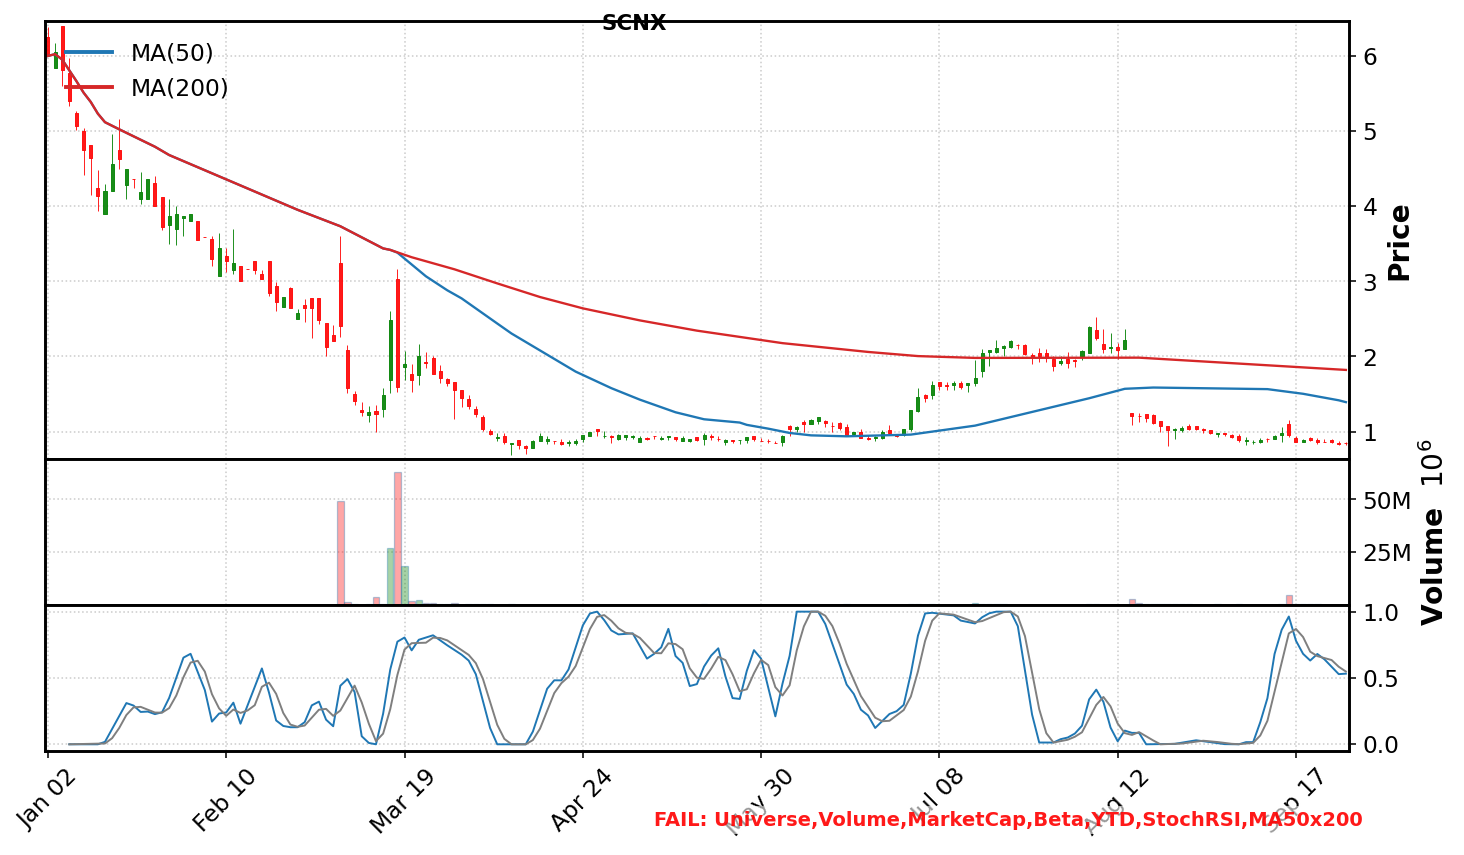 SCNX
MA(50)
MA(200)
6
5
4
3
2
1
Price
50M
25M
Volume 10^6
1.0
0.5
0.0
Jan 02
Feb 10
Mar 19
Apr 24
May 30
Jul 08
Aug 12
Sep 17
FAIL: Universe,Volume,MarketCap,Beta,YTD,StochRSI,MA50x200